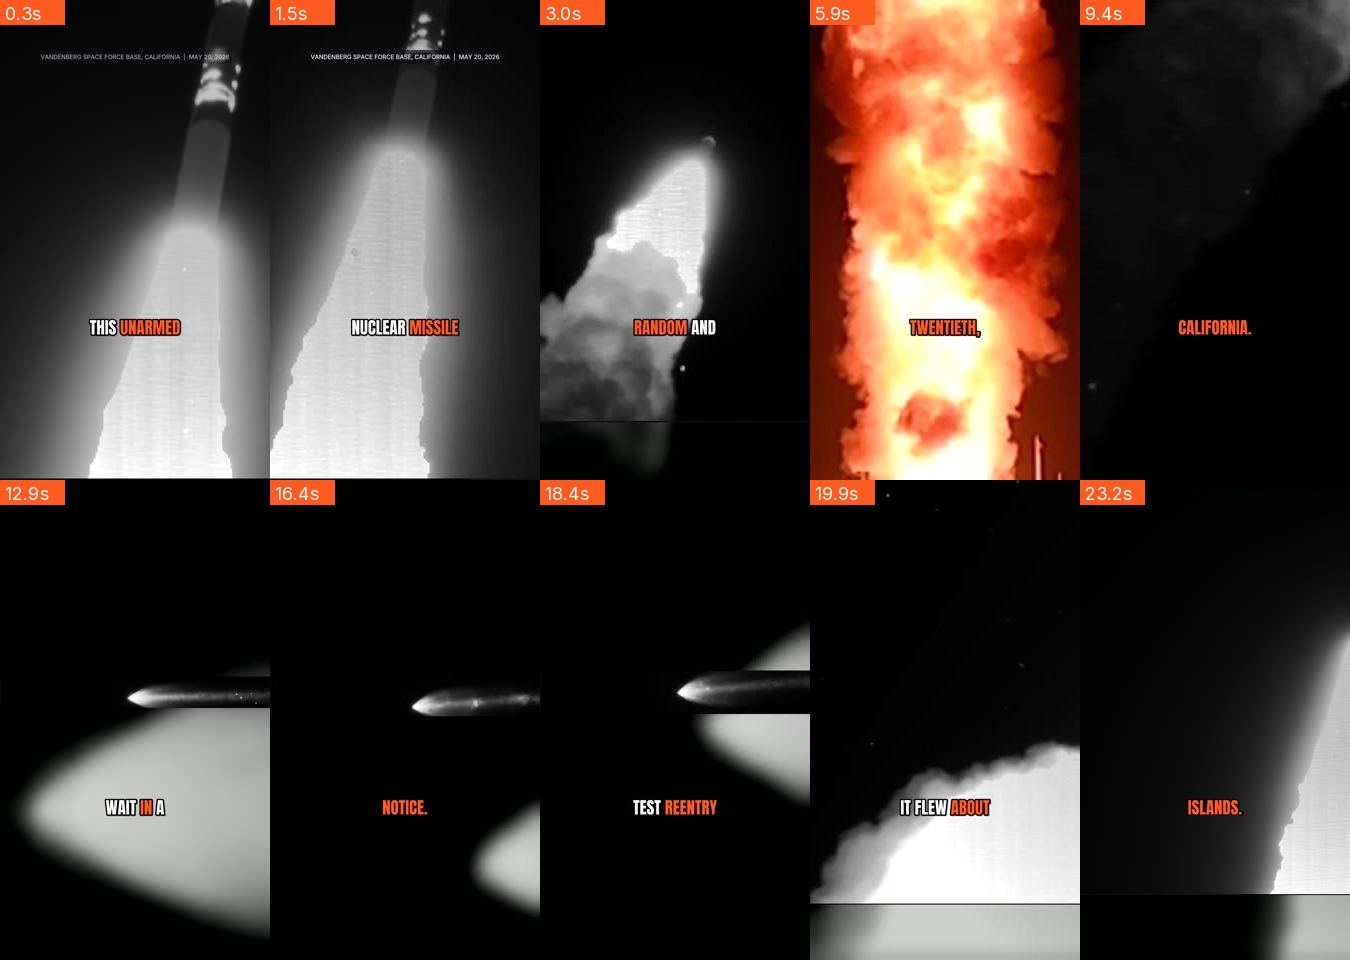 0.3s
VANDENBERG SPACE FORCE BASE, CALIFORNIA | MAY 20, 2026
THIS UNARMED
1.5s
VANDENBERG SPACE FORCE BASE, CALIFORNIA | MAY 20, 2026
NUCLEAR MISSILE
3.0s
RANDOM AND
5.9s
TWENTIETH,
9.4s
CALIFORNIA.
12.9s
WAIT IN A
16.4s
NOTICE.
18.4s
TEST REENTRY
19.9s
IT FLEW ABOUT
23.2s
ISLANDS.